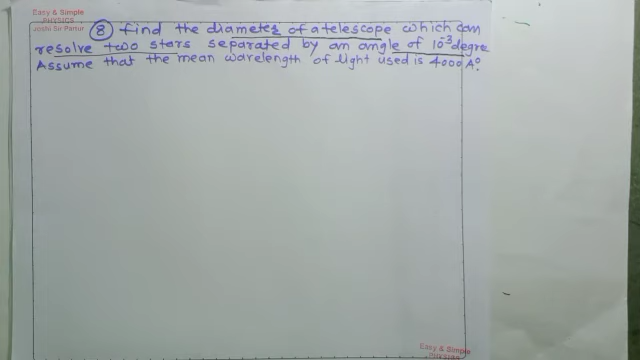 Easy & Simple
PHYSICS
Joshi Sir Partur
(8) find the diameter of a telescope which can
resolve two stars separated by an angle of 10⁻³ degree
Assume that the mean wavelength of light used is 4000 A°.
Easy & Simple
PHYSICS